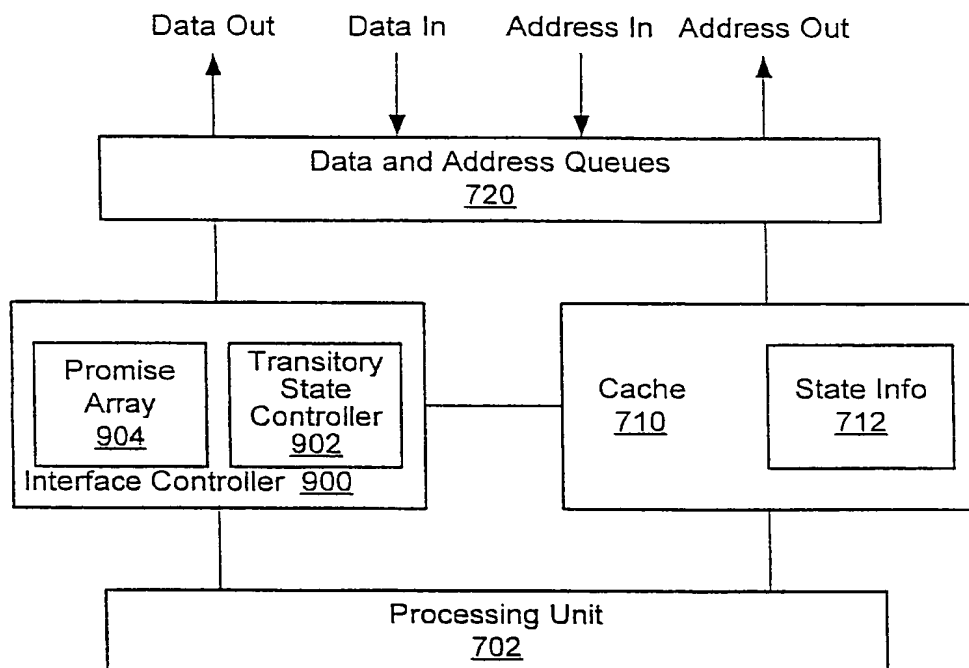 Data Out Data In Address In Address Out
Data and Address Queues
720
Promise
Array
904
Transitory
State
Controller
902
Interface Controller 900
Cache
710
State Info
712
Processing Unit
702